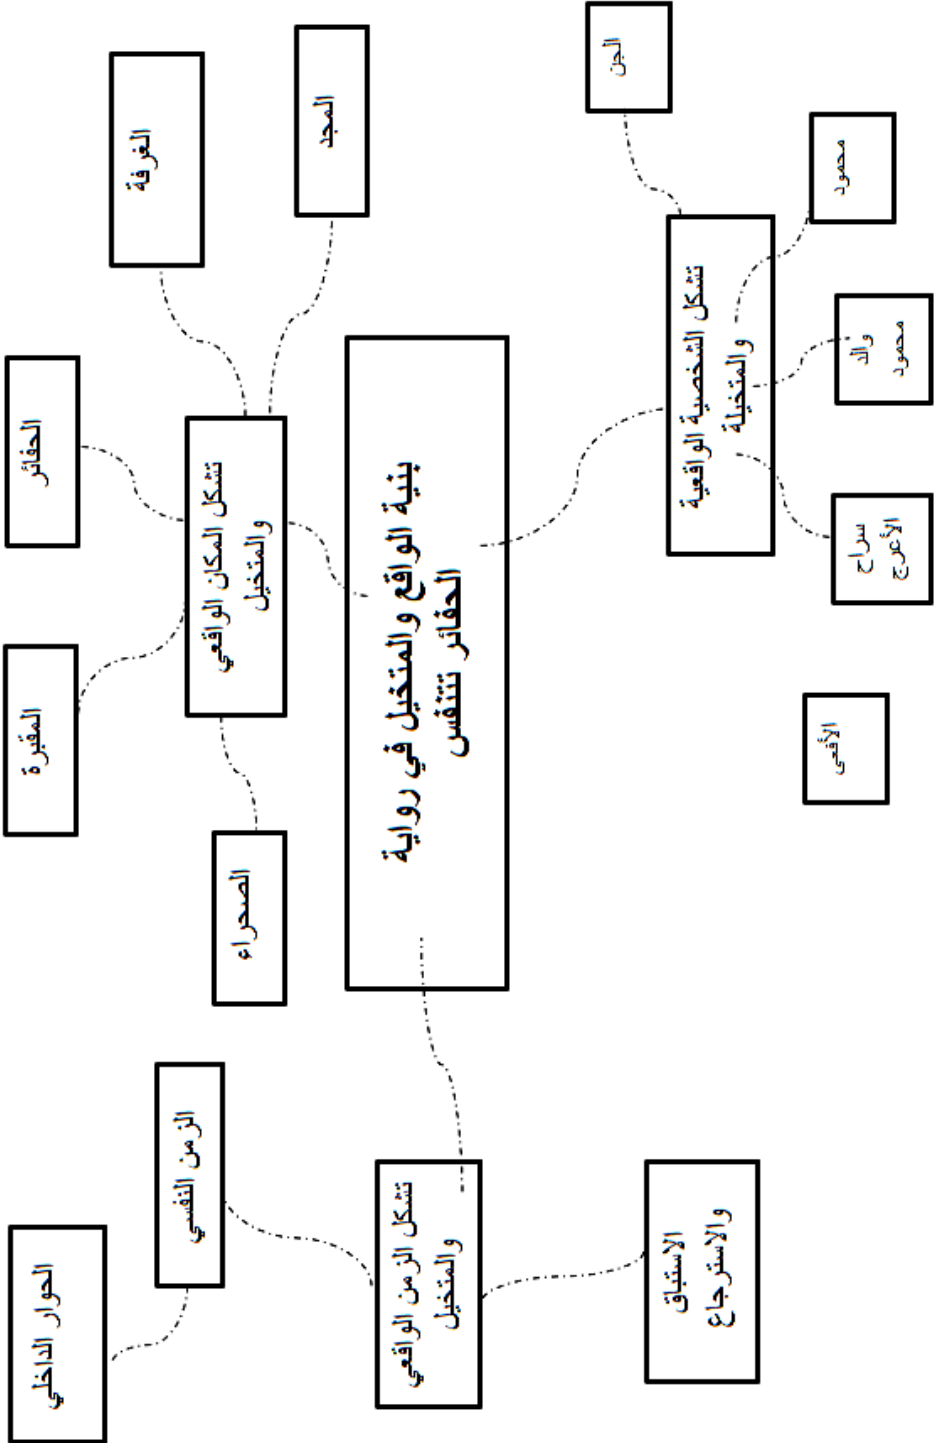 بنية الواقع والمتخيل في رواية
الحفائر تتنفس
تشكل المكان الواقعي
والمتخيل
المجد
الغرفة
الحفائر
المقبرة
الصحراء
تشكل الشخصية الواقعية
والمتخيلة
الجن
محمود
والد
محمود
سراح
الأعرج
الأفعى
تشكل الزمن الواقعي
والمتخيل
الزمن النفسي
الحوار الداخلي
الاستباق
والاسترجاع